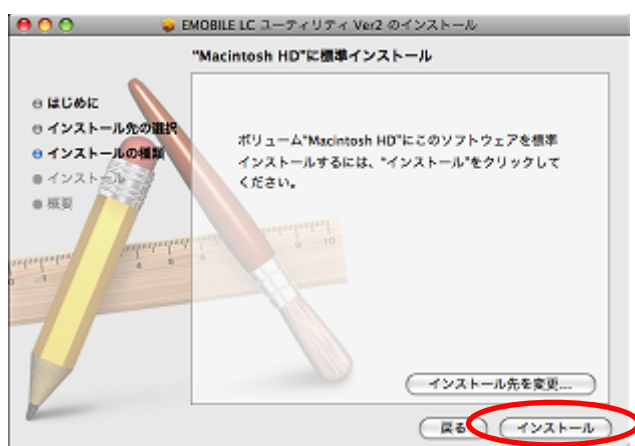 EMOBILE LC ユーティリティ Ver2 のインストール
"Macintosh HD"に標準インストール
はじめに
インストール先の選択
インストールの種類
インストール
概要
ボリューム"Macintosh HD"にこのソフトウェアを標準
インストールするには、"インストール"をクリックして
ください。
インストール先を変更...
戻る
インストール